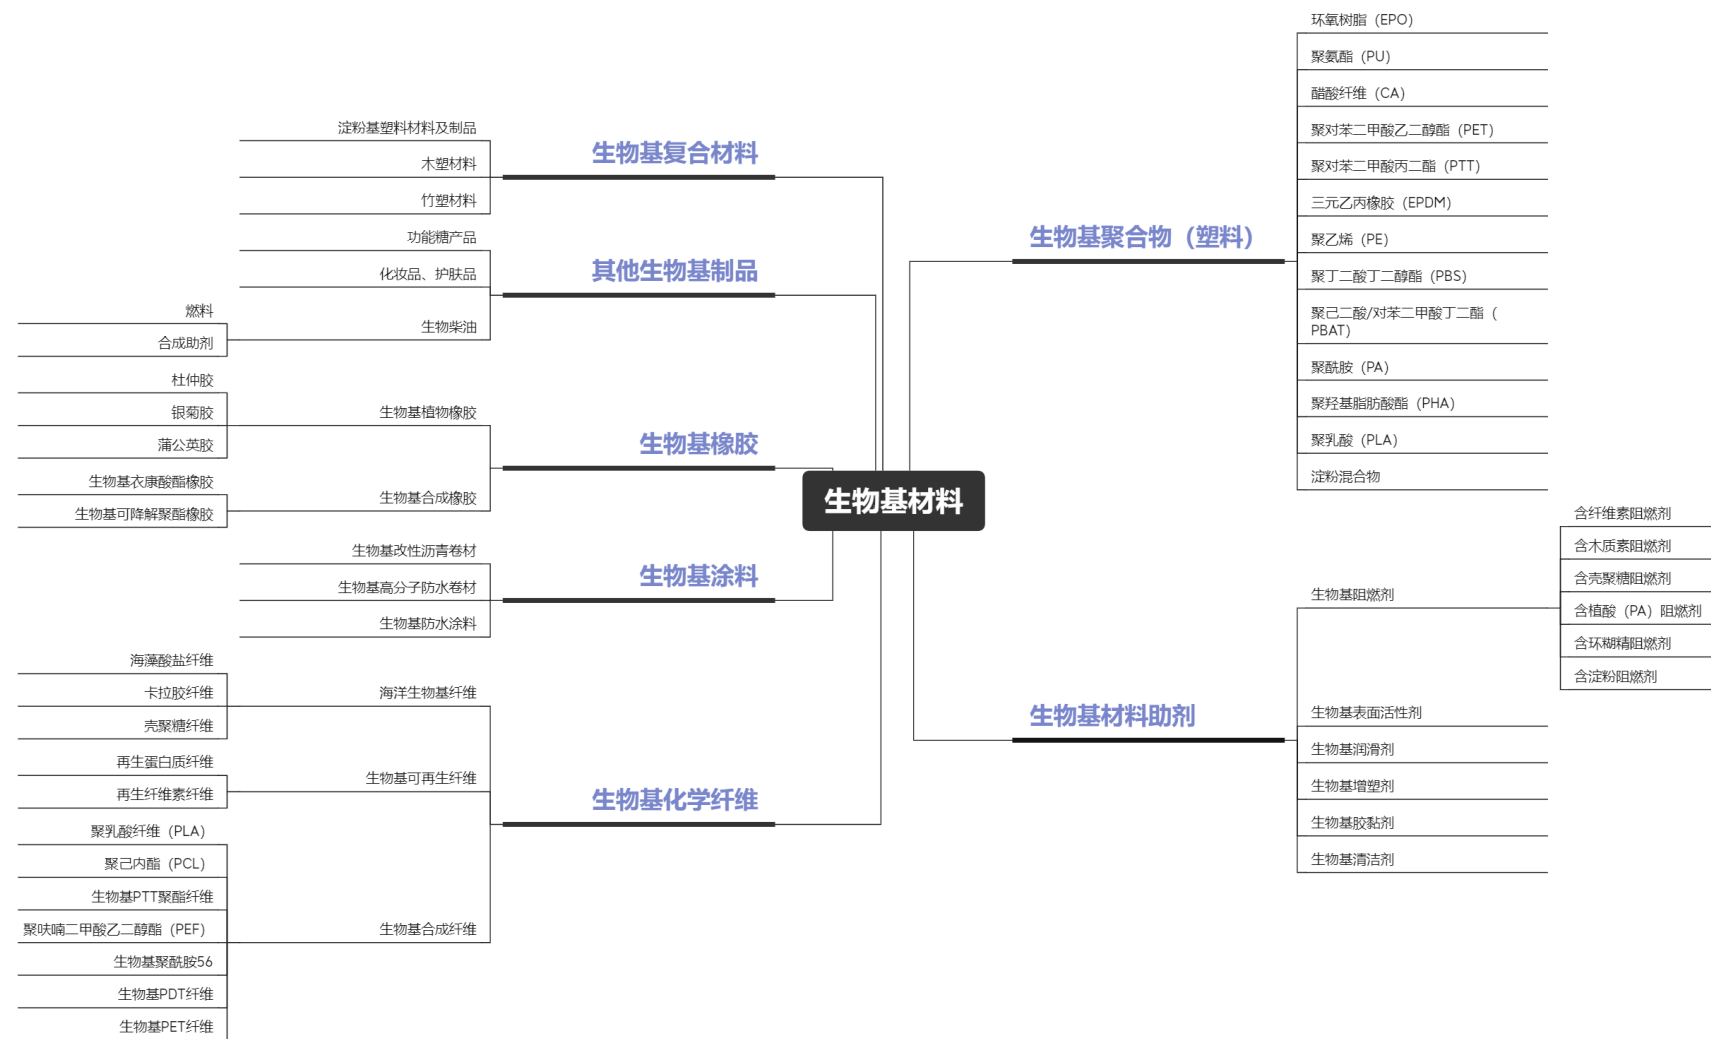 生物基材料
生物基聚合物（塑料）
环氧树脂（EPO）
聚氨酯（PU）
醋酸纤维（CA）
聚对苯二甲酸乙二醇酯（PET）
聚对苯二甲酸丙二酯（PTT）
三元乙丙橡胶（EPDM）
聚乙烯（PE）
聚丁二酸丁二醇酯（PBS）
聚己二酸/对苯二甲酸丁二酯（
PBAT）
聚酰胺（PA）
聚羟基脂肪酸酯（PHA）
聚乳酸（PLA）
淀粉混合物
生物基材料助剂
生物基阻燃剂
含纤维素阻燃剂
含木质素阻燃剂
含壳聚糖阻燃剂
含植酸（PA）阻燃剂
含环糊精阻燃剂
含淀粉阻燃剂
生物基表面活性剂
生物基润滑剂
生物基增塑剂
生物基胶黏剂
生物基清洁剂
生物基复合材料
淀粉基塑料材料及制品
木塑材料
竹塑材料
其他生物基制品
功能糖产品
化妆品、护肤品
生物柴油
燃料
合成助剂
生物基橡胶
生物基植物橡胶
杜仲胶
银菊胶
蒲公英胶
生物基合成橡胶
生物基衣康酸酯橡胶
生物基可降解聚酯橡胶
生物基涂料
生物基改性沥青卷材
生物基高分子防水卷材
生物基防水涂料
生物基化学纤维
海洋生物基纤维
海藻酸盐纤维
卡拉胶纤维
壳聚糖纤维
生物基可再生纤维
再生蛋白质纤维
再生纤维素纤维
生物基合成纤维
聚乳酸纤维（PLA）
聚己内酯（PCL）
生物基PTT聚酯纤维
聚呋喃二甲酸乙二醇酯（PEF）
生物基聚酰胺56
生物基PDT纤维
生物基PET纤维